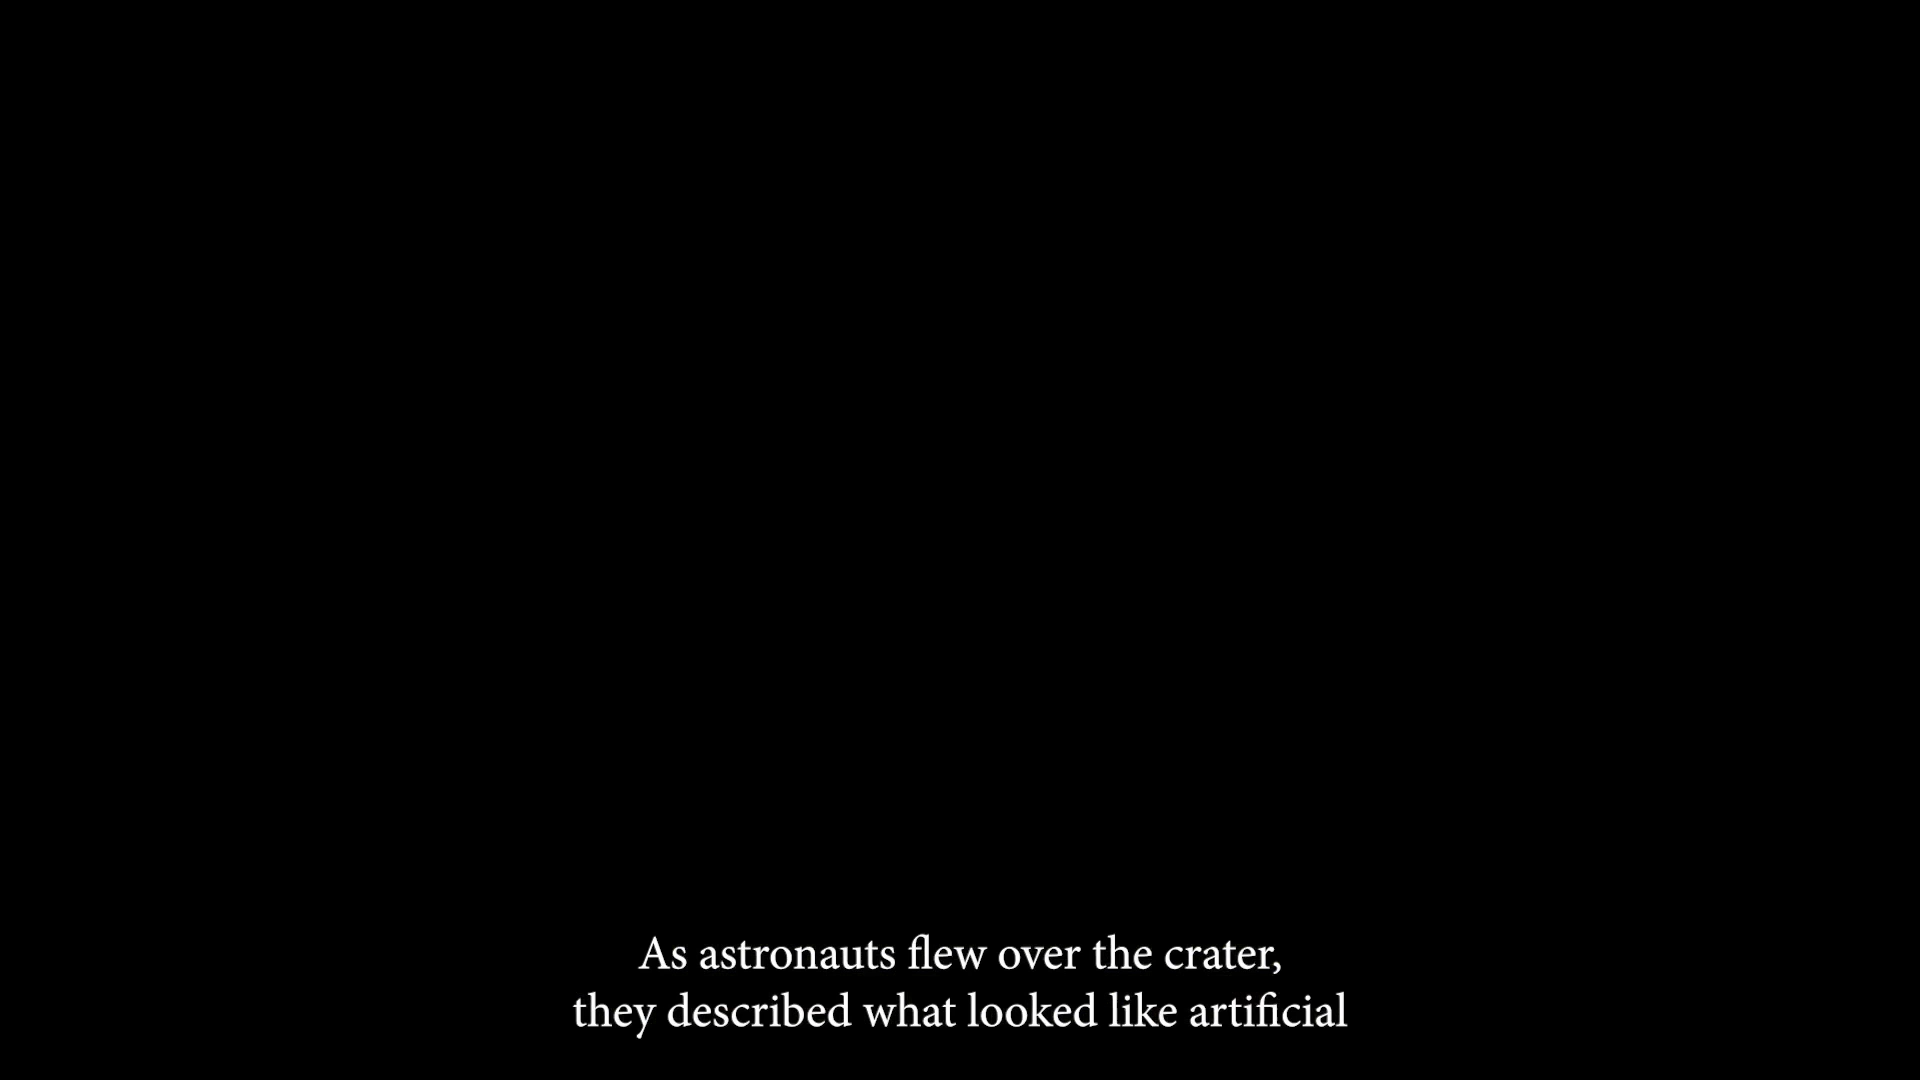 As astronauts flew over the crater,
they described what looked like artificial